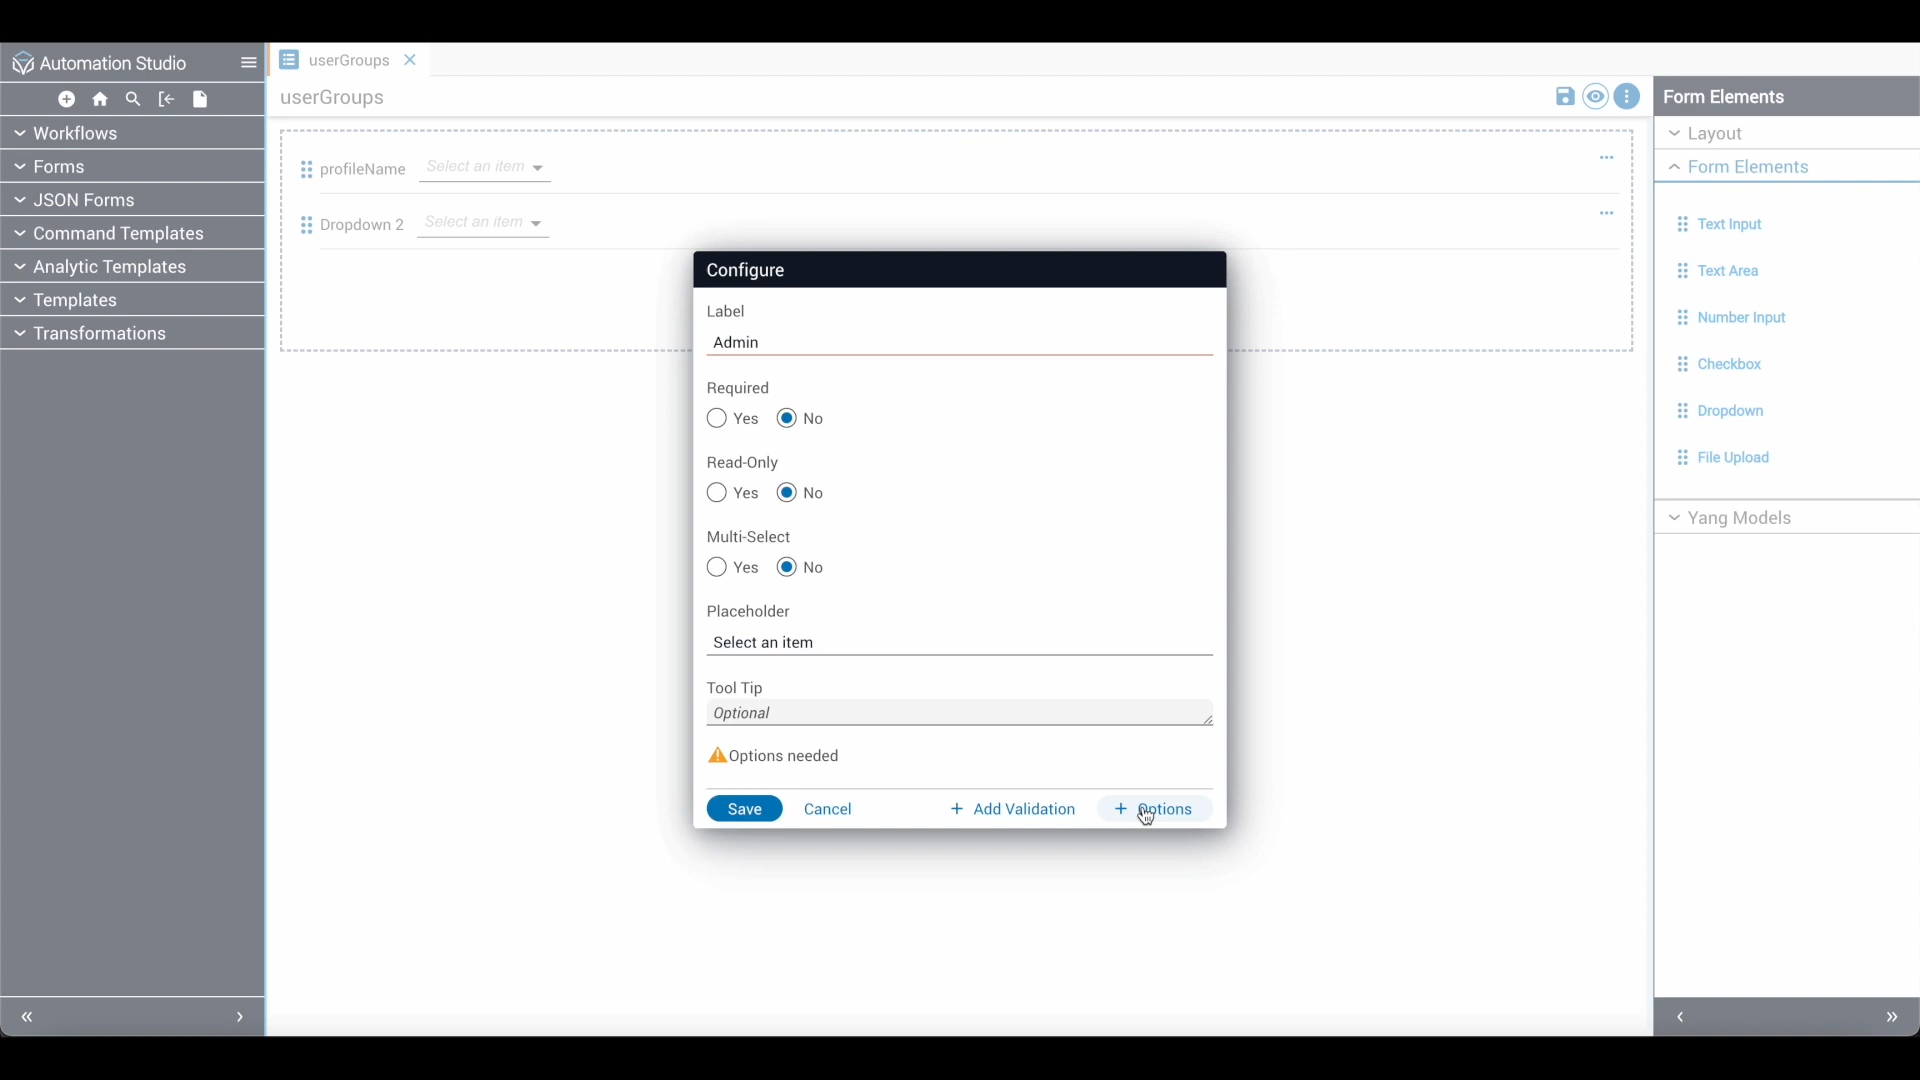 Automation Studio
userGroups
userGroups
Form Elements
Workflows
Forms
JSON Forms
Command Templates
Analytic Templates
Templates
Transformations
profileName Select an item
Dropdown 2 Select an item
Configure
Label
Admin
Required
Yes No
Read-Only
Yes No
Multi-Select
Yes No
Placeholder
Select an item
Tool Tip
Optional
Options needed
Save Cancel + Add Validation + Options
Layout
Form Elements
Text Input
Text Area
Number Input
Checkbox
Dropdown
File Upload
Yang Models